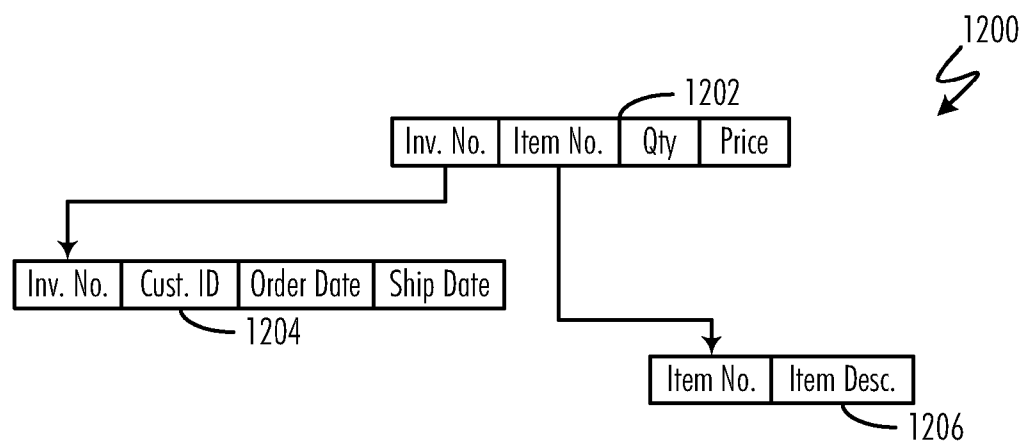 1200
1202
Inv. No. Item No. Qty Price
Inv. No. Cust. ID Order Date Ship Date
1204
Item No. Item Desc.
1206